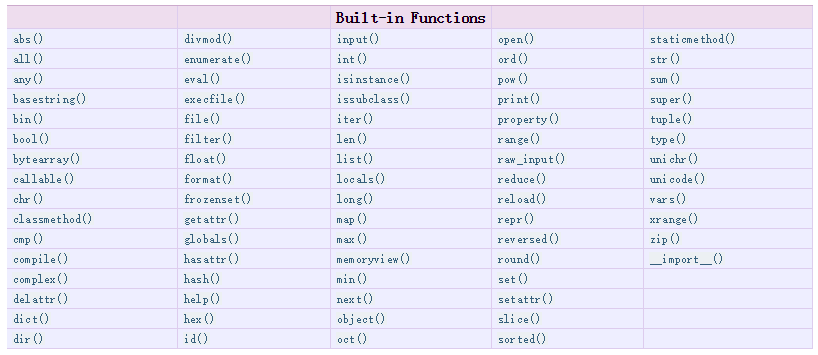 Built-in Functions
abs() divmod() input() open() staticmethod()
all() enumerate() int() ord() str()
any() eval() isinstance() pow() sum()
basestring() execfile() issubclass() print() super()
bin() file() iter() property() tuple()
bool() filter() len() range() type()
bytearray() float() list() raw_input() unichr()
callable() format() locals() reduce() unicode()
chr() frozenset() long() reload() vars()
classmethod() getattr() map() repr() xrange()
cmp() globals() max() reversed() zip()
compile() hasattr() memoryview() round() __import__()
complex() hash() min() set()
delattr() help() next() setattr()
dict() hex() object() slice()
dir() id() oct() sorted()